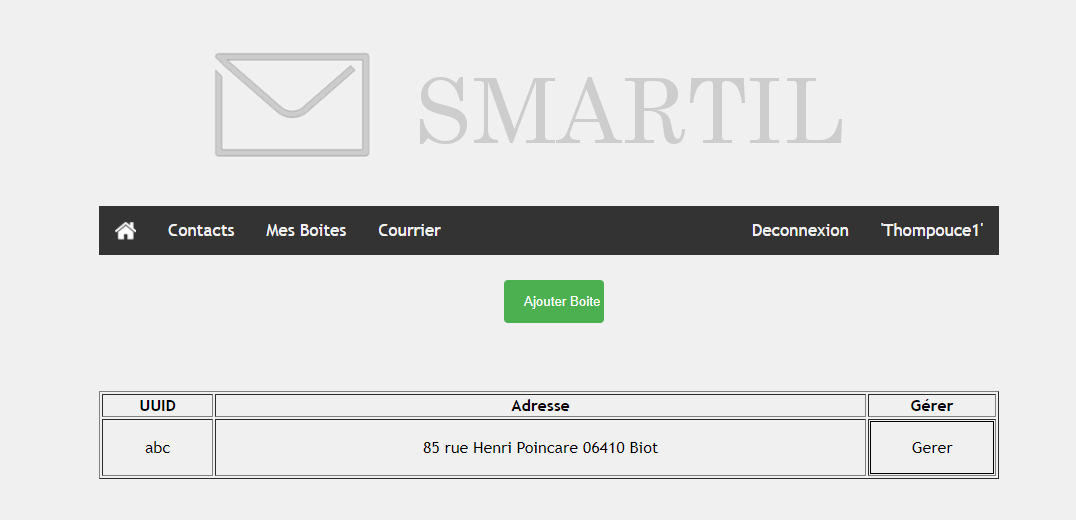 SMARTIL
Contacts Mes Boites Courrier Deconnexion 'Thompouce1'
Ajouter Boite
UUID Adresse Gérer
abc 85 rue Henri Poincare 06410 Biot Gerer